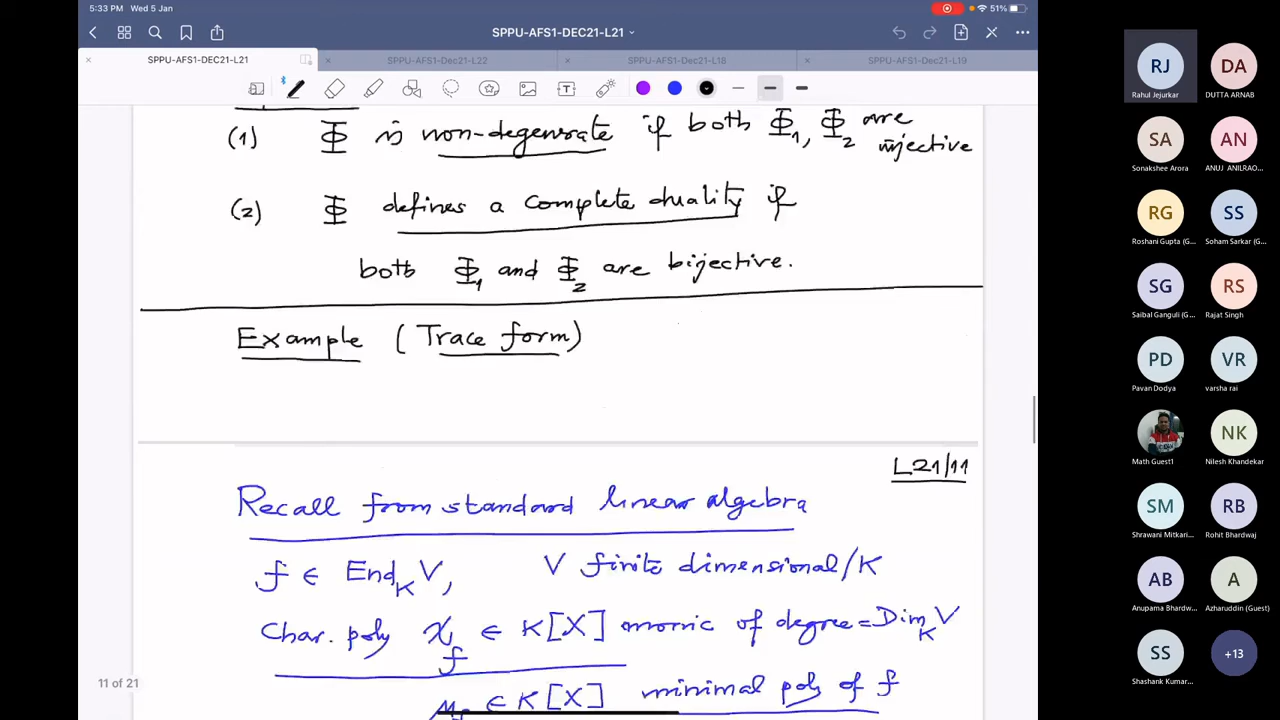 5:33 PM Wed 5 Jan
51%
SPPU-AFS1-DEC21-L21
SPPU-AFS1-DEC21-L21
SPPU-AFS1-DEC21-L22
SPPU-AFS1-DEC21-L18
SPPU-AFS1-DEC21-L19
(1) Φ is non-degenerate if both Φ₁, Φ₂ are injective
(2) Φ defines a complete duality if
both Φ₁ and Φ₂ are bijective.
Example (Trace form)
L21/11
Recall from standard linear algebra
f ∈ End_K V, V finite dimensional/K
Char. poly χ_f ∈ K[X] monic of degree = Dim_K V
μ_f ∈ K[X] minimal poly of f
11 of 21
RJ
Rahul Jejurkar
DA
DUTTA ARNAB
SA
Sonakshee Arora
AN
ANUJ ANILRAO...
RG
Roshani Gupta (G...
SS
Soham Sarkar (G...
SG
Saibal Ganguli (G...
RS
Rajat Singh
PD
Pavan Dodya
VR
varsha rai
Math Guest1
NK
Nilesh Khandekar
SM
Shrawani Mitkari...
RB
Rohit Bhardwaj
AB
Anupama Bhardw...
A
Azharuddin (Guest)
SS
Shashank Kumar...
+13